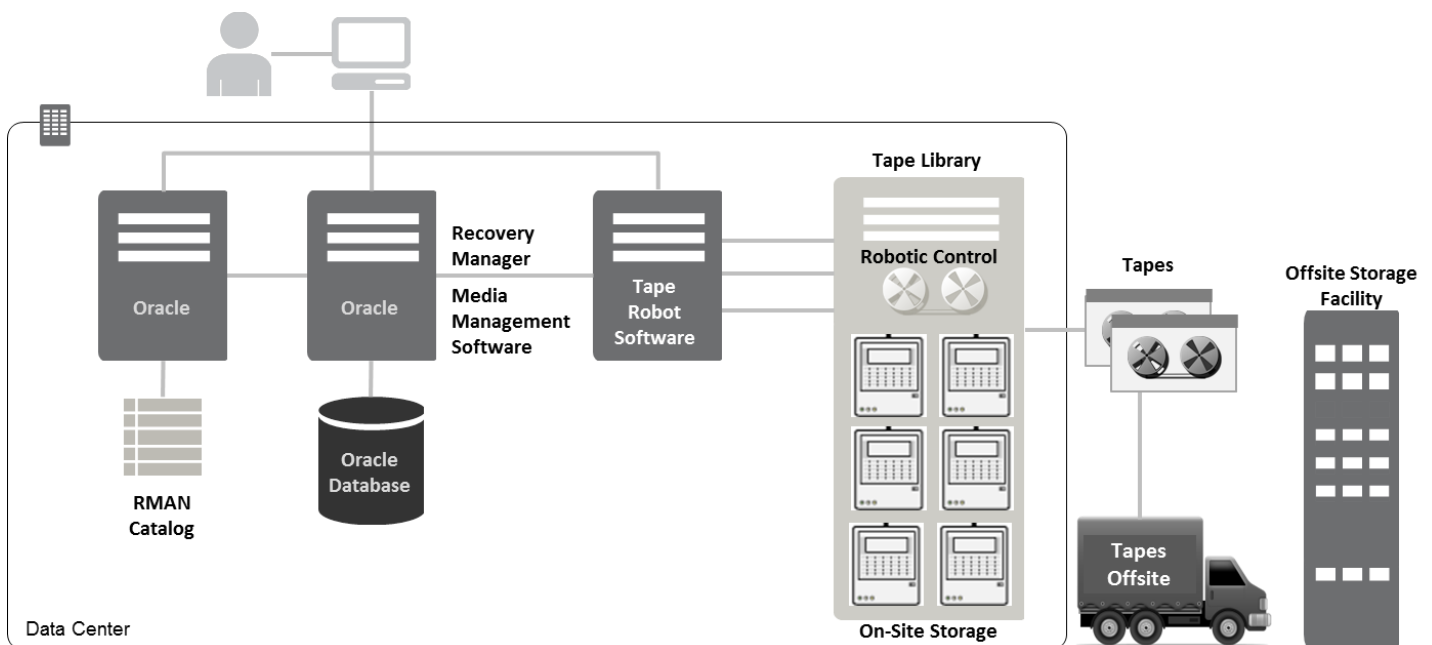 Tape Library
Recovery
Manager
Robotic Control
Tapes
Offsite Storage
Facility
Oracle
Oracle
Media
Management
Software
Tape
Robot
Software
Oracle
Database
RMAN
Catalog
Tapes
Offsite
On-Site Storage
Data Center